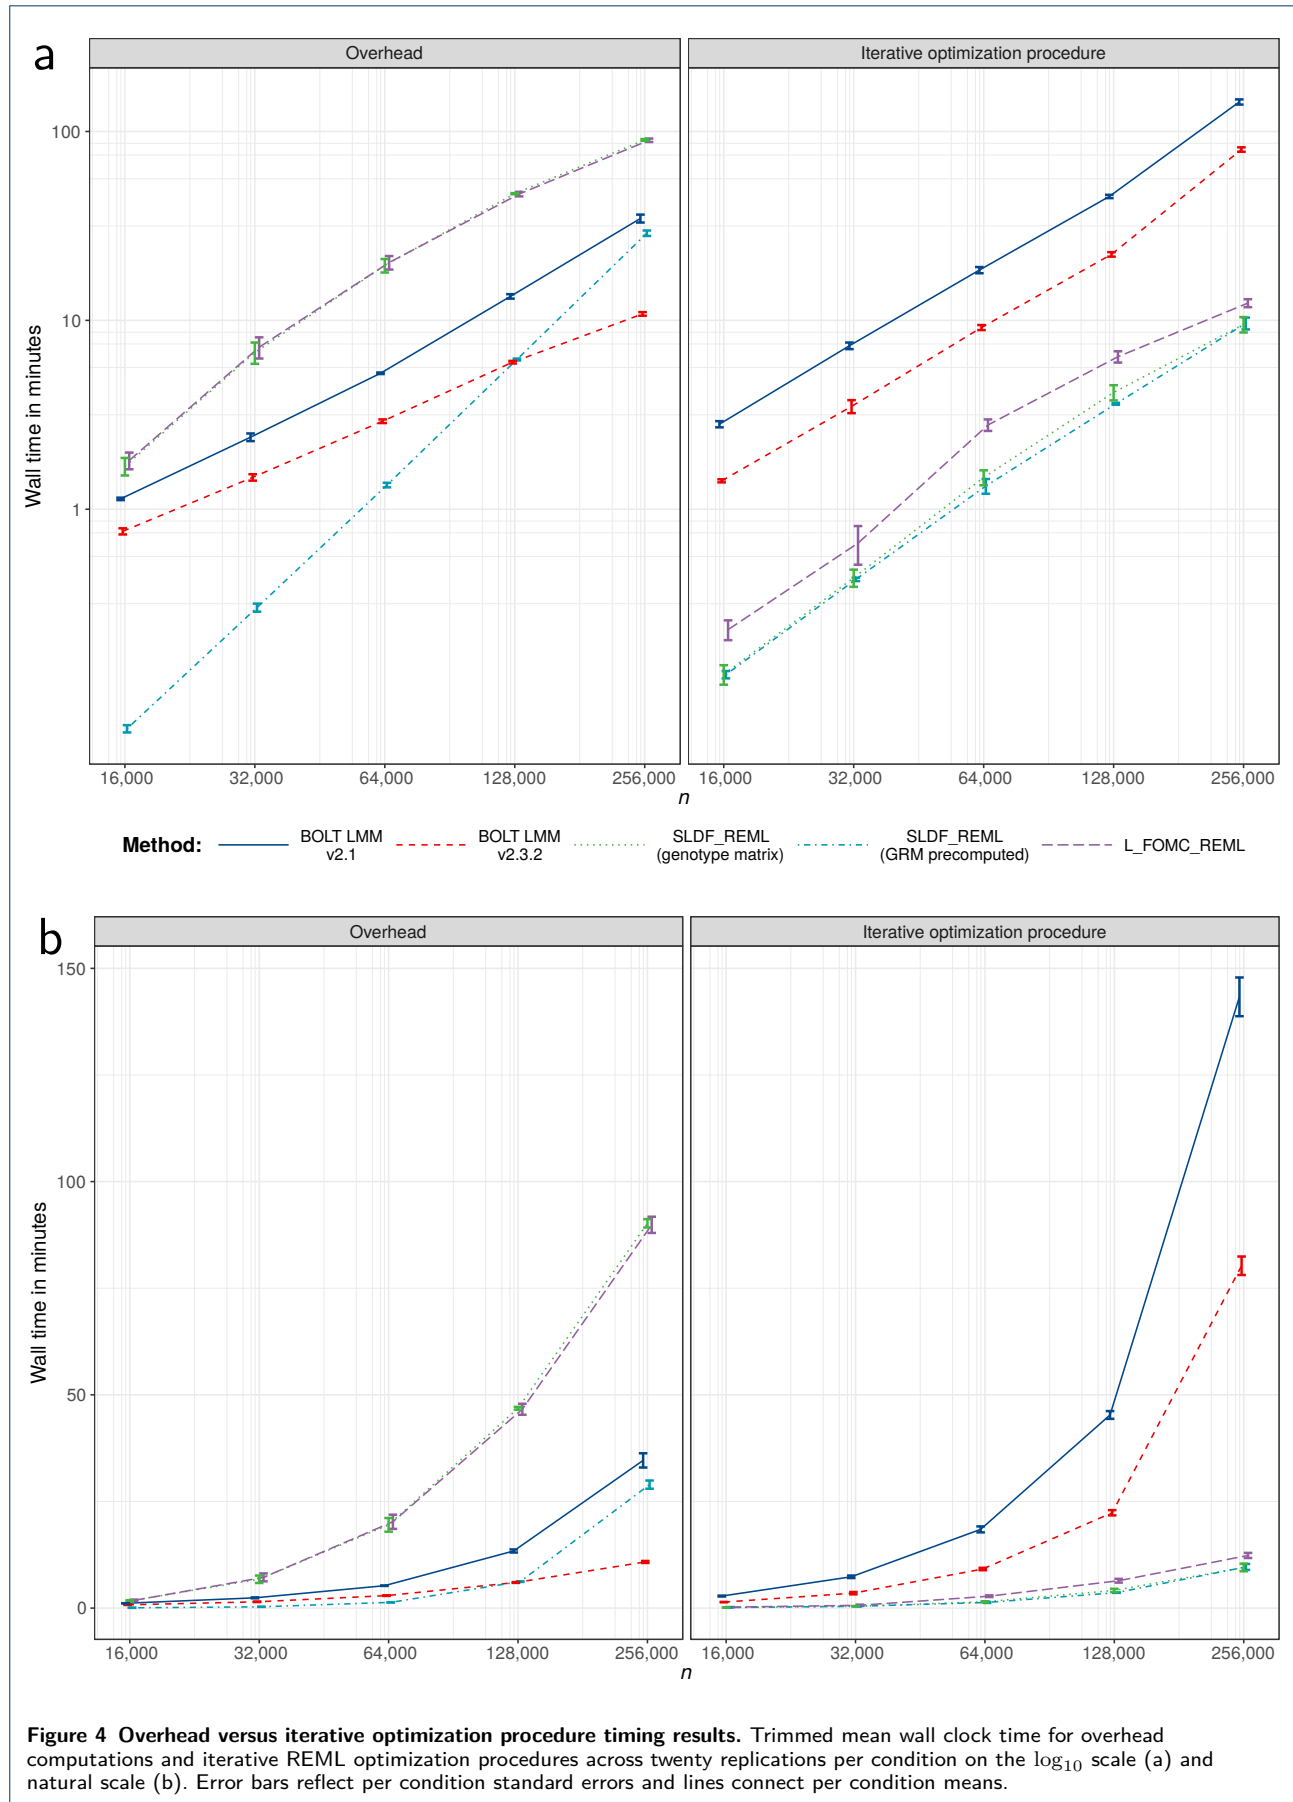 a
Overhead
Iterative optimization procedure
100
10
1
Wall time in minutes
16,000
32,000
64,000
128,000
256,000
16,000
32,000
64,000
128,000
256,000
n
Method:
BOLT LMM
v2.1
BOLT LMM
v2.3.2
SLDF_REML
(genotype matrix)
SLDF_REML
(GRM precomputed)
L_FOMC_REML
b
Overhead
Iterative optimization procedure
150
100
50
0
Wall time in minutes
16,000
32,000
64,000
128,000
256,000
16,000
32,000
64,000
128,000
256,000
n
Figure 4 Overhead versus iterative optimization procedure timing results. Trimmed mean wall clock time for overhead
computations and iterative REML optimization procedures across twenty replications per condition on the log₁₀ scale (a) and
natural scale (b). Error bars reflect per condition standard errors and lines connect per condition means.